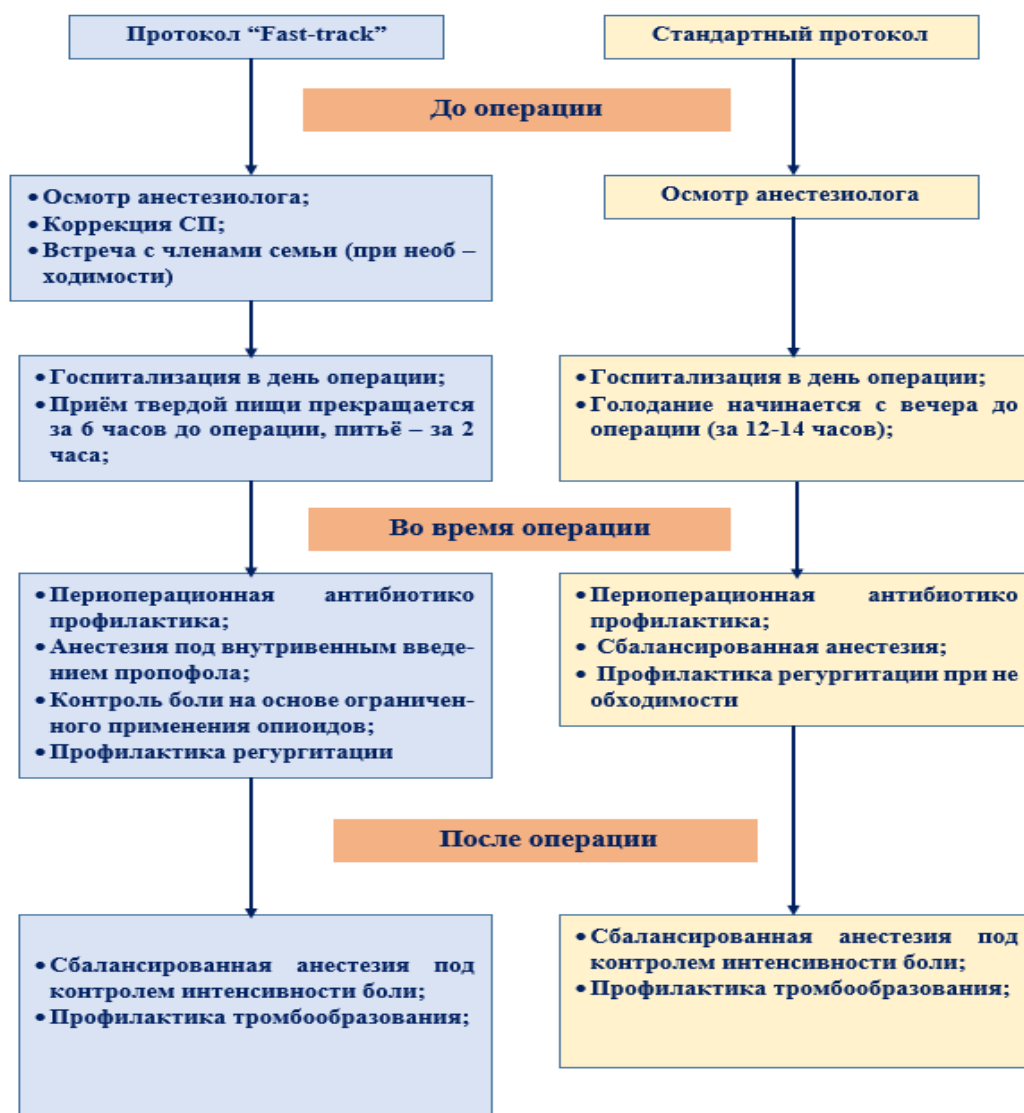 Протокол “Fast-track”
Стандартный протокол
До операции
• Осмотр анестезиолога;
• Коррекция СП;
• Встреча с членами семьи (при необ –
ходимости)
Осмотр анестезиолога
• Госпитализация в день операции;
• Приём твердой пищи прекращается
за 6 часов до операции, питьё – за 2
часа;
• Госпитализация в день операции;
• Голодание начинается с вечера до
операции (за 12-14 часов);
Во время операции
• Периоперационная антибиотико
профилактика;
• Анестезия под внутривенным введе-
нием пропофола;
• Контроль боли на основе ограничен-
ного применения опиоидов;
• Профилактика регургитации
• Периоперационная антибиотико
профилактика;
• Сбалансированная анестезия;
• Профилактика регургитации при не
обходимости
После операции
• Сбалансированная анестезия под
контролем интенсивности боли;
• Профилактика тромбообразования;
• Сбалансированная анестезия под
контролем интенсивности боли;
• Профилактика тромбообразования;